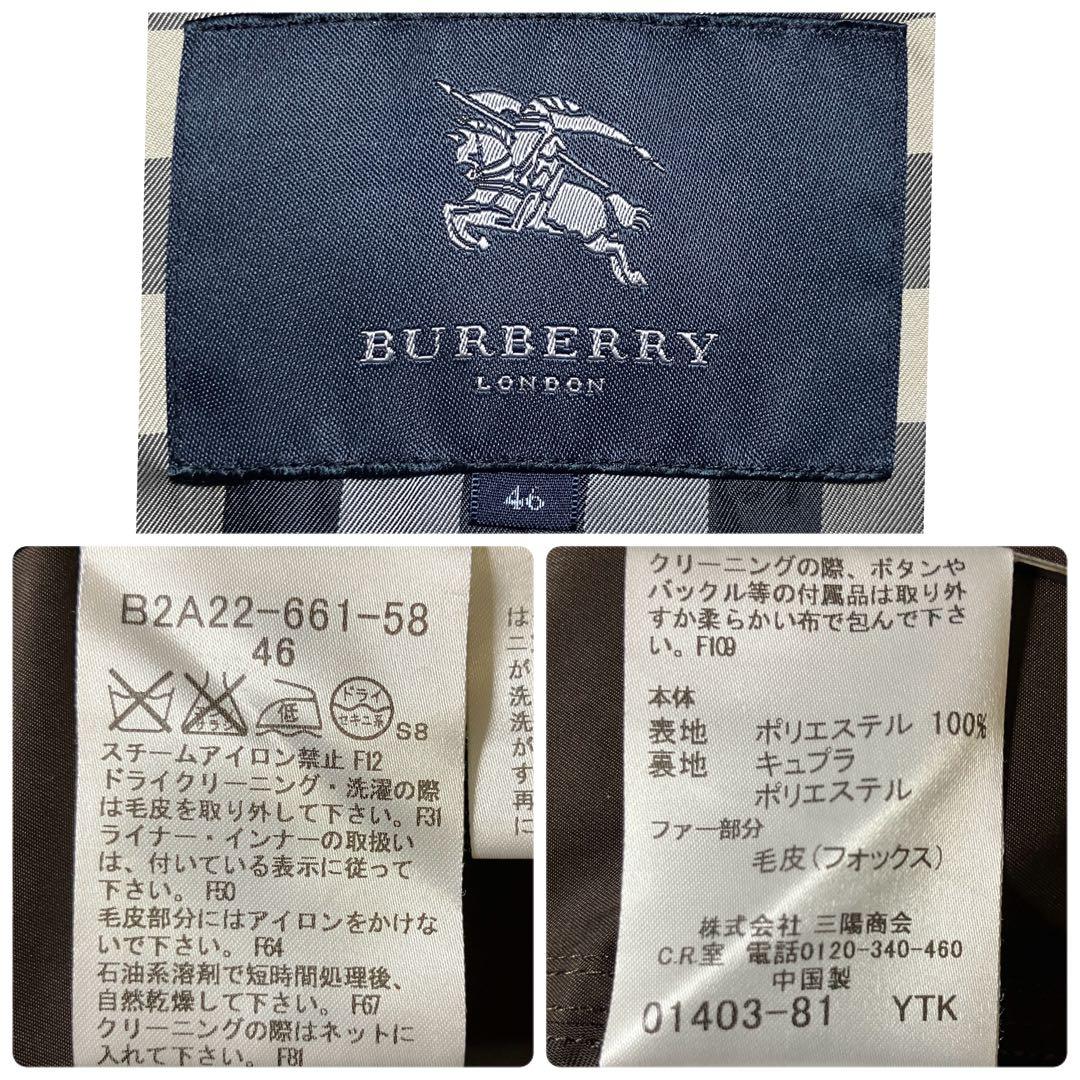 BURBERRY
LONDON
46
B2A22-661-58
46
低
ドライ
セキユ系
S8
スチームアイロン禁止 F12
ドライクリーニング・洗濯の際
は毛皮を取り外して下さい。F31
ライナー・インナーの取扱い
は、付いている表示に従って
下さい。 F50
毛皮部分にはアイロンをかけな
いで下さい。 F64
石油系溶剤で短時間処理後、
自然乾燥して下さい。 F67
クリーニングの際はネットに
入れて下さい。 F81
は
ニ
が
洗
洗
が
す
再
に
クリーニングの際、ボタンや
バックル等の付属品は取り外
すか柔らかい布で包んで下さ
い。F109
本体
表地 ポリエステル 100%
裏地 キュプラ
ポリエステル
ファー部分
毛皮(フォックス)
株式会社 三陽商会
C.R.室 電話0120-340-460
中国製
01403-81 YTK